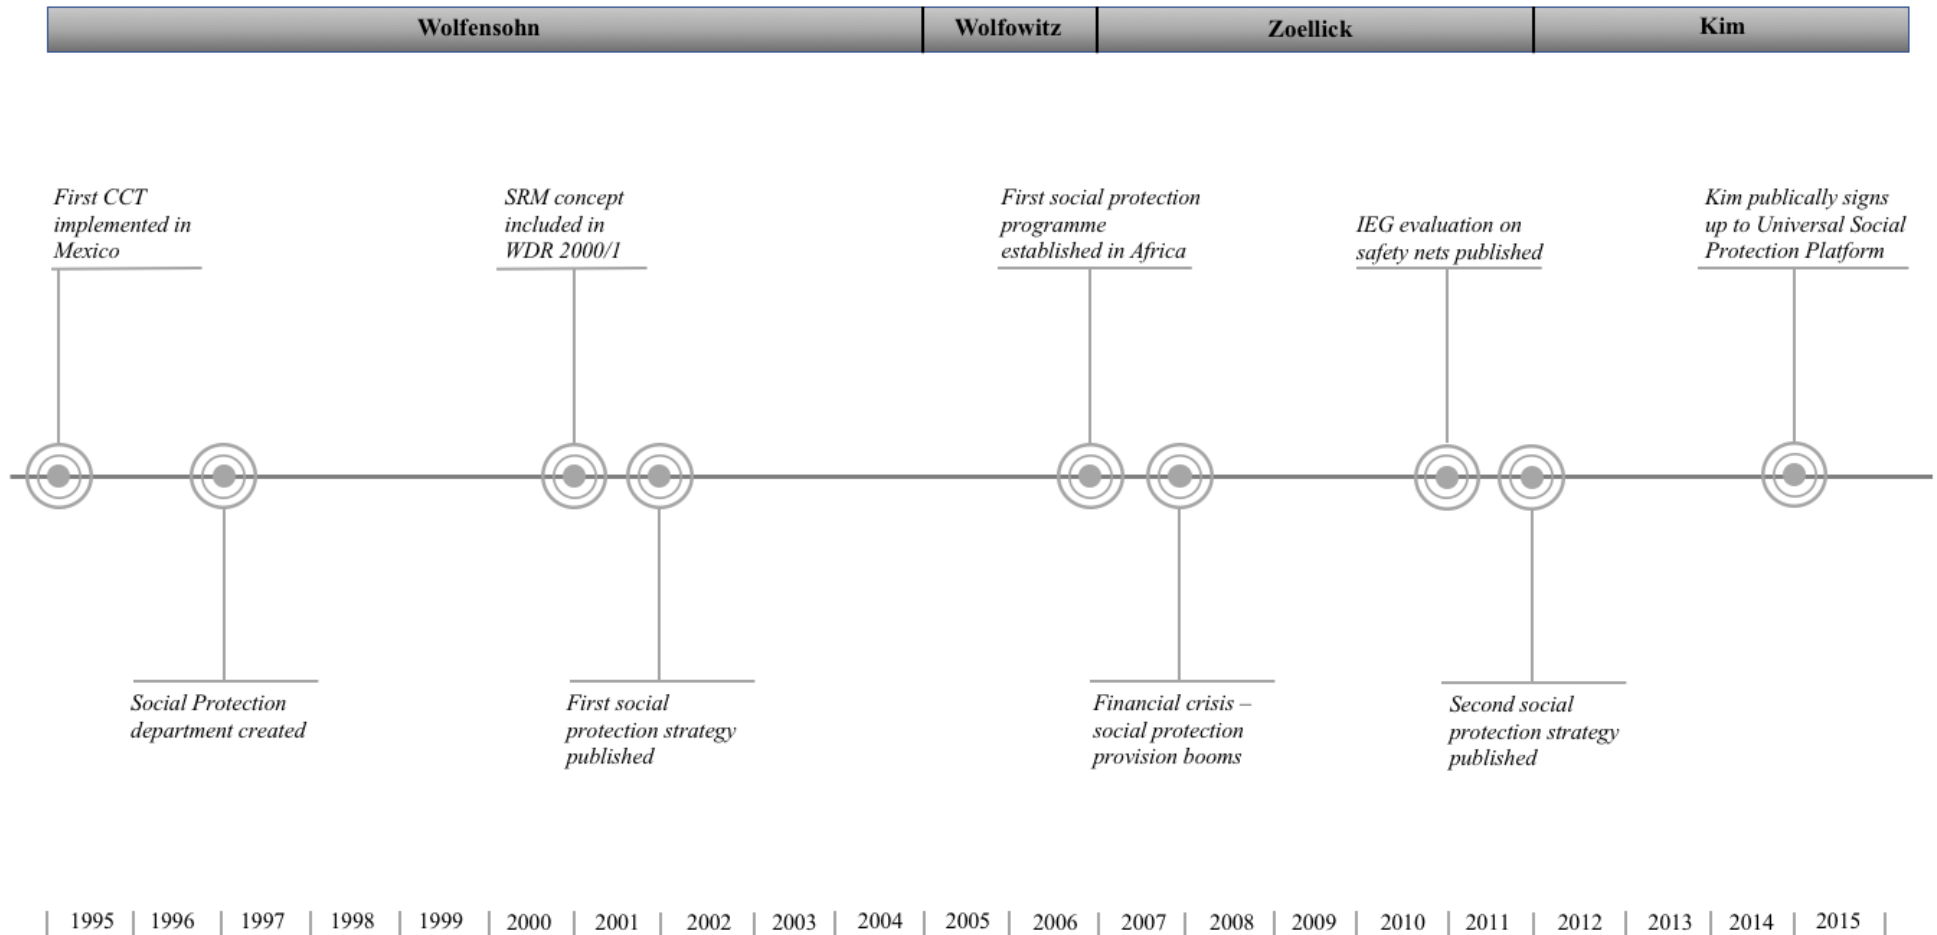 Wolfensohn
Wolfowitz
Zoellick
Kim
First CCT
implemented in
Mexico
SRM concept
included in
WDR 2000/1
First social protection
programme
established in Africa
IEG evaluation on
safety nets published
Kim publically signs
up to Universal Social
Protection Platform
Social Protection
department created
First social
protection strategy
published
Financial crisis –
social protection
provision booms
Second social
protection strategy
published
1995 1996 1997 1998 1999 2000 2001 2002 2003 2004 2005 2006 2007 2008 2009 2010 2011 2012 2013 2014 2015